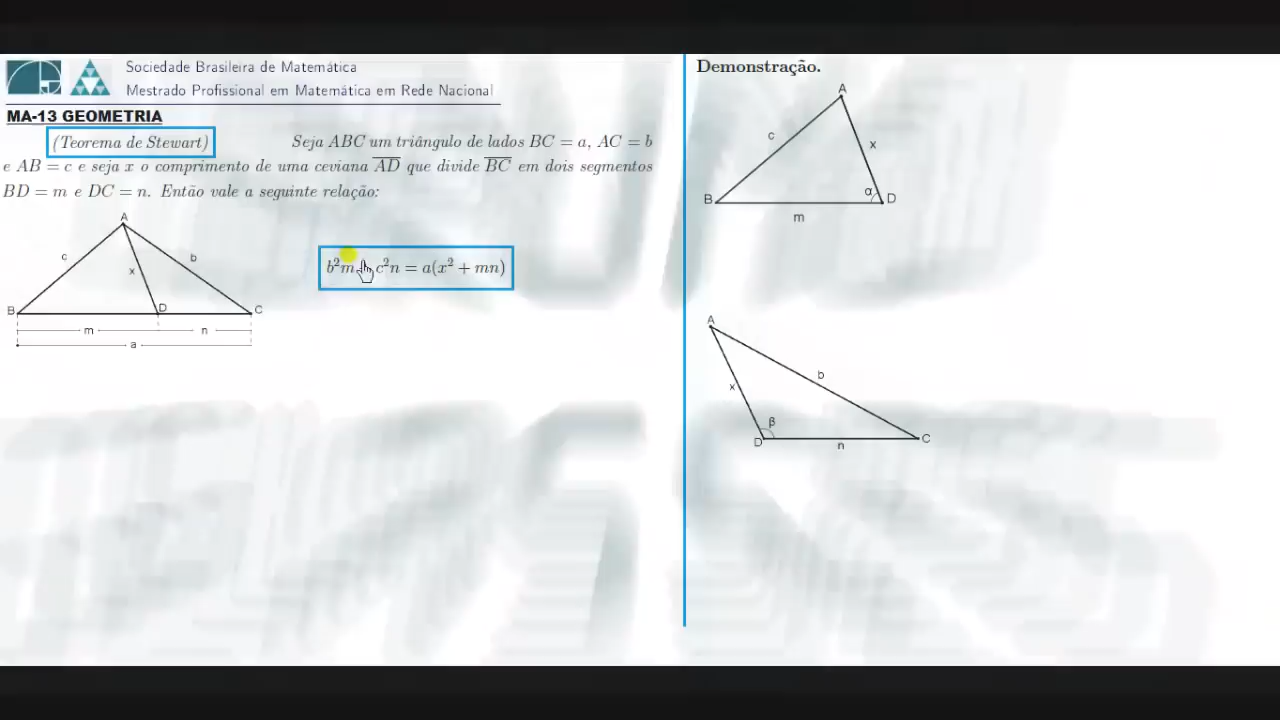 Sociedade Brasileira de Matemática
Mestrado Profissional em Matemática em Rede Nacional
MA-13 GEOMETRIA
(Teorema de Stewart) Seja ABC um triângulo de lados BC = a, AC = b
e AB = c e seja x o comprimento de uma ceviana A̅D̅ que divide B̅C̅ em dois segmentos
BD = m e DC = n. Então vale a seguinte relação:
A
c
b
x
B
D
C
m
n
a
b²m c²n = a(x² + mn)
Demonstração.
A
c
x
α
B
D
m
A
b
x
β
D
C
n